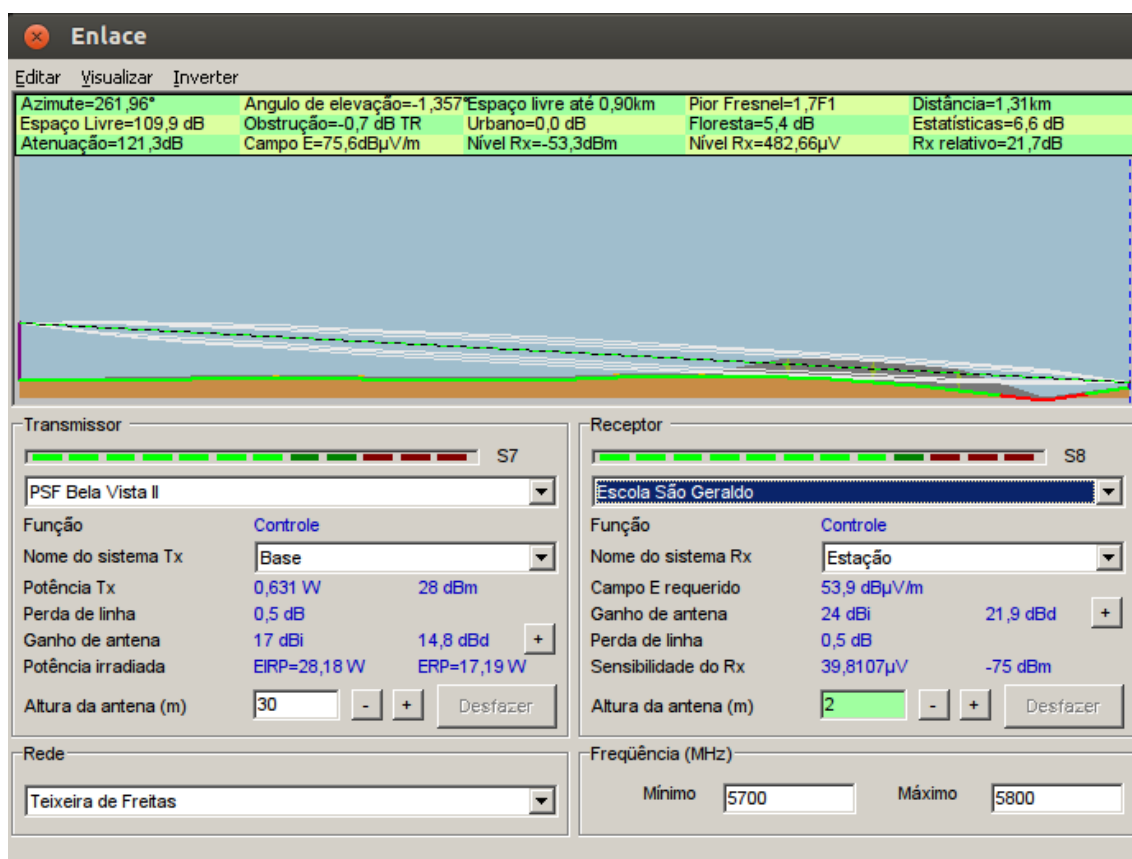 Enlace
Editar Visualizar Inverter
Azimute=261,96° Angulo de elevação=-1,357° Espaço livre até 0,90km Pior Fresnel=1,7F1 Distância=1,31km
Espaço Livre=109,9 dB Obstrução=-0,7 dB TR Urbano=0,0 dB Floresta=5,4 dB Estatísticas=6,6 dB
Atenuação=121,3dB Campo E=75,6dBµV/m Nível Rx=-53,3dBm Nível Rx=482,66µV Rx relativo=21,7dB
Transmissor
S7
PSF Bela Vista II
Função Controle
Nome do sistema Tx Base
Potência Tx 0,631 W 28 dBm
Perda de linha 0,5 dB
Ganho de antena 17 dBi 14,8 dBd +
Potência irradiada EIRP=28,18 W ERP=17,19 W
Altura da antena (m) 30 - + Desfazer
Receptor
S8
Escola São Geraldo
Função Controle
Nome do sistema Rx Estação
Campo E requerido 53,9 dBµV/m
Ganho de antena 24 dBi 21,9 dBd +
Perda de linha 0,5 dB
Sensibilidade do Rx 39,8107µV -75 dBm
Altura da antena (m) 2 - + Desfazer
Rede
Teixeira de Freitas
Freqüência (MHz)
Mínimo 5700 Máximo 5800